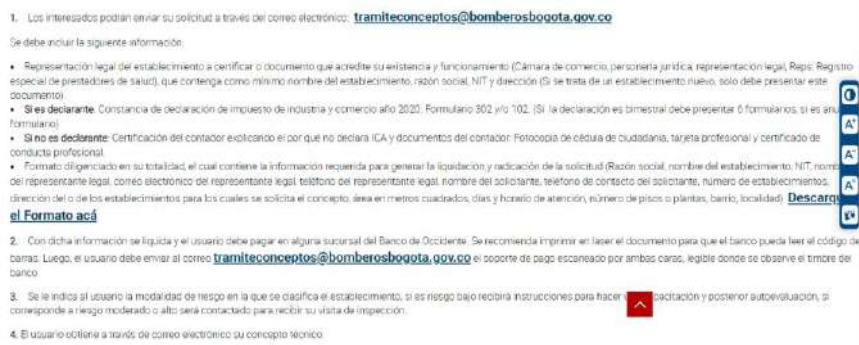 1. Los interesados podrán enviar su solicitud a través del correo electrónico: tramiteconceptos@bomberosbogota.gov.co
Se debe incluir la siguiente información:
• Representación legal del establecimiento a certificar o documento que acredite su existencia y funcionamiento (Cámara de comercio, personería jurídica, representación legal, Reps: Registro
especial de prestadores de salud), que contenga como mínimo nombre del establecimiento, razón social, NIT y dirección (Si se trata de un establecimiento nuevo, solo debe presentar este
documento)
• Si es declarante: Constancia de declaración de impuesto de industria y comercio año 2020. Formulario 302 y/o 102. (Si la declaración es bimestral debe presentar 6 formularios, si es anu
formulario)
• Si no es declarante: Certificación del contador explicando el por qué no declara ICA y documentos del contador: Fotocopia de cédula de ciudadanía, tarjeta profesional y certificado de
conducta profesional.
• Formato diligenciado en su totalidad, el cual contiene la información requerida para generar la liquidación y radicación de la solicitud (Razón social, nombre del establecimiento, NIT, nomb
del representante legal, correo electrónico del representante legal, teléfono del representante legal, nombre del solicitante, teléfono de contacto del solicitante, número de establecimientos,
dirección del o de los establecimientos para los cuales se solicita el concepto, área en metros cuadrados, días y horario de atención, número de pisos o plantas, barrio, localidad). Descarg
el Formato acá
2. Con dicha información se liquida y el usuario debe pagar en alguna sucursal del Banco de Occidente. Se recomienda imprimir en laser el documento para que el banco pueda leer el código de
barras. Luego, el usuario debe enviar al correo tramiteconceptos@bomberosbogota.gov.co el soporte de pago escaneado por ambas caras, legible donde se observe el timbre del
banco.
3. Se le indica al usuario la modalidad de riesgo en la que se clasifica el establecimiento, si es riesgo bajo recibirá instrucciones para hacer pacitación y posterior autoevaluación, si
corresponde a riesgo moderado o alto será contactado para recibir su visita de inspección.
4. El usuario obtiene a través de correo electrónico su concepto técnico.